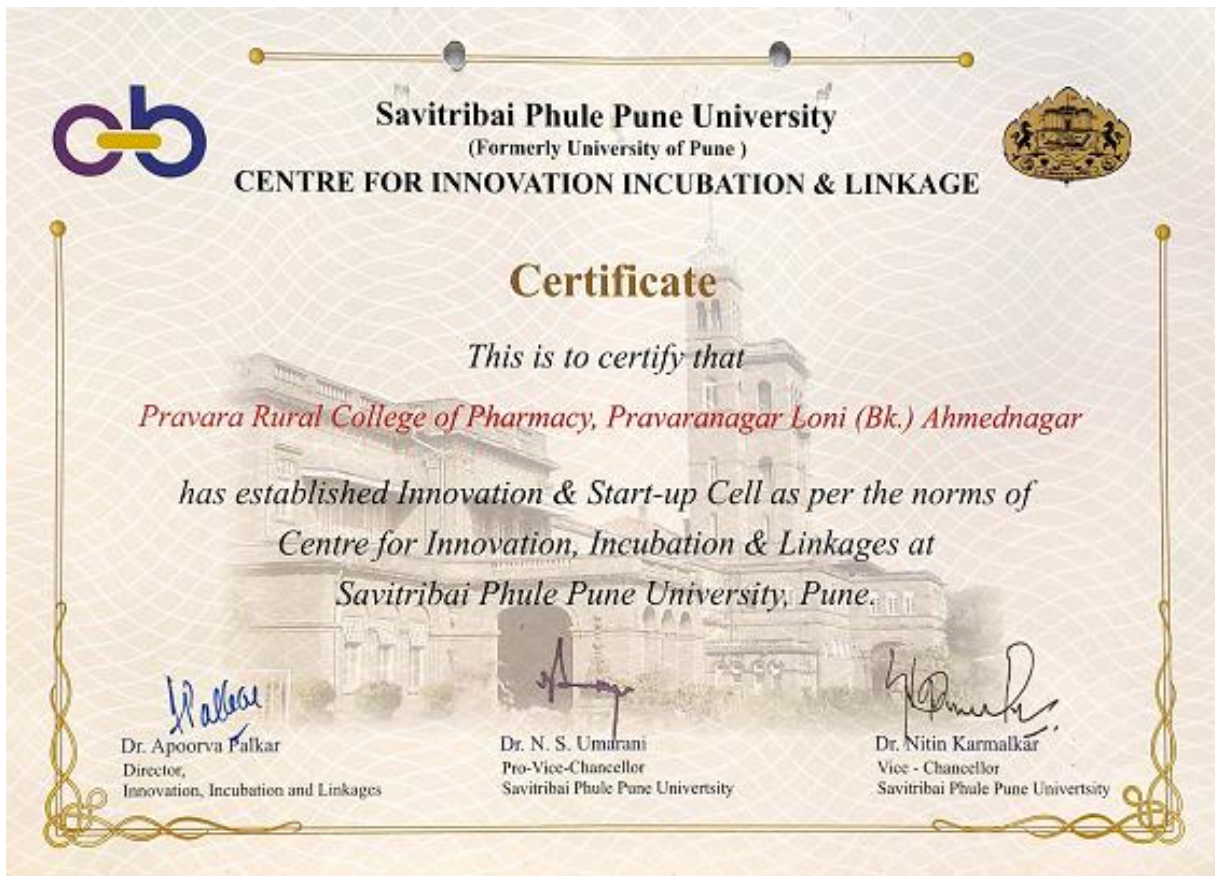 Savitribai Phule Pune University
(Formerly University of Pune )
CENTRE FOR INNOVATION INCUBATION & LINKAGE
Certificate
This is to certify that
Pravara Rural College of Pharmacy, Pravaranagar Loni (Bk.) Ahmednagar
has established Innovation & Start-up Cell as per the norms of
Centre for Innovation, Incubation & Linkages at
Savitribai Phule Pune University, Pune.
Dr. Apoorva Palkar
Director,
Innovation, Incubation and Linkages
Dr. N. S. Umarani
Pro-Vice-Chancellor
Savitribai Phule Pune Univertsity
Dr. Nitin Karmalkar
Vice - Chancellor
Savitribai Phule Pune Univertsity